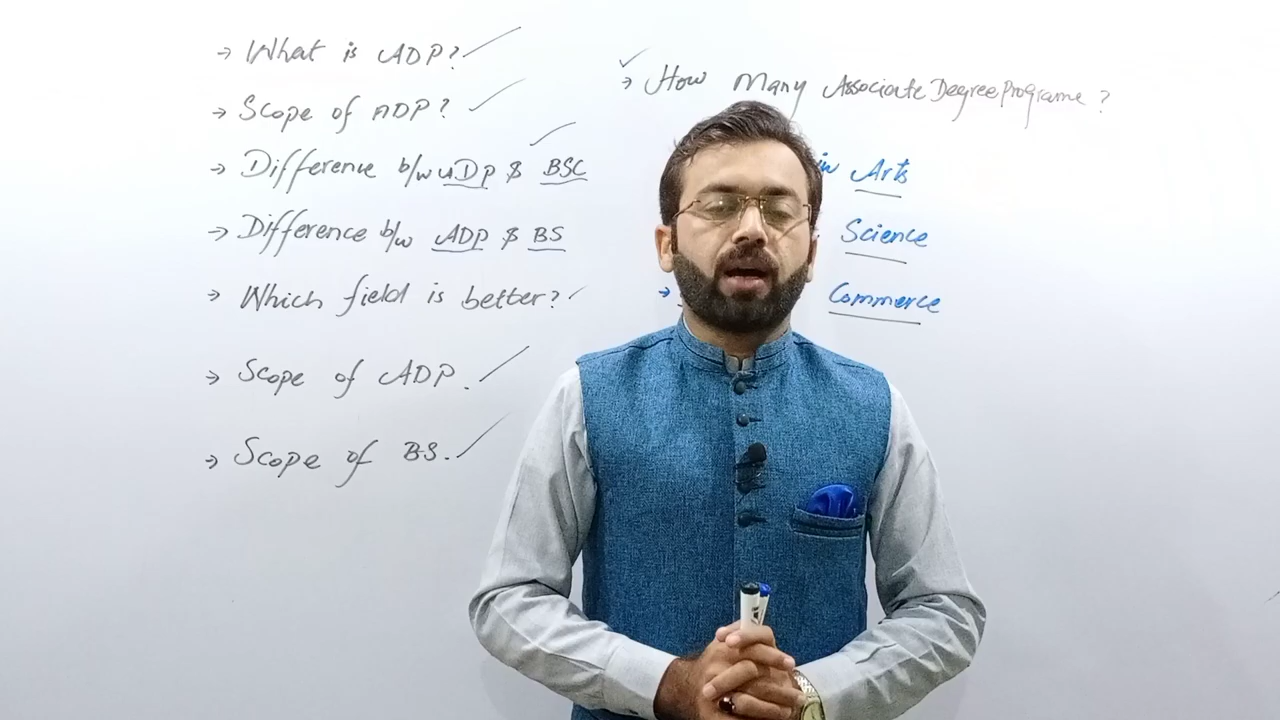 → What is ADP?
→ Scope of ADP?
→ Difference b/w ADP & BSC
→ Difference b/w ADP & BS
→ Which field is better?
→ Scope of ADP.
→ Scope of BS.
→ How Many Associate Degree Programe ?
in Arts
Science
→ Commerce